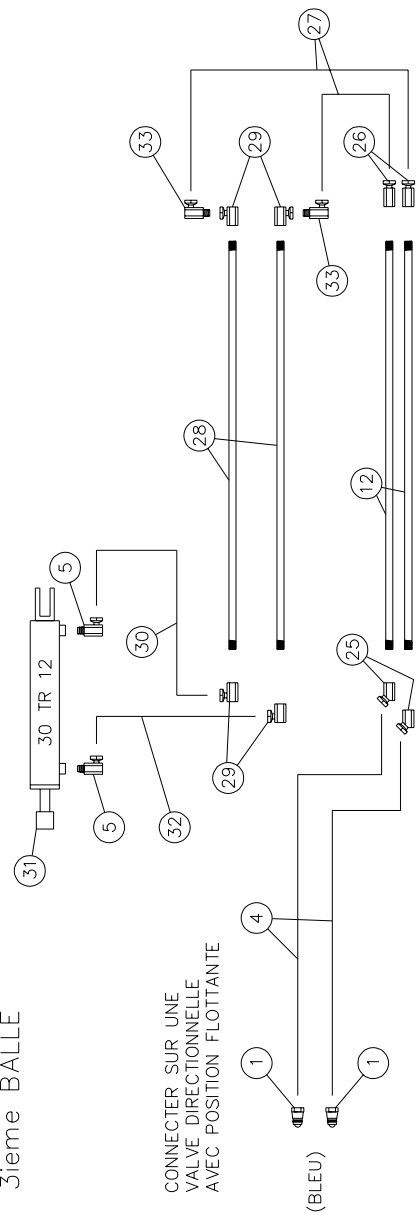 3ieme BALLE
31
30 TR 12
5
5
33
30
32
28
29
27
29
33
26
12
25
CONNECTER SUR UNE
VALVE DIRECTIONNELLE
AVEC POSITION FLOTTANTE
4
1
1
(BLEU)